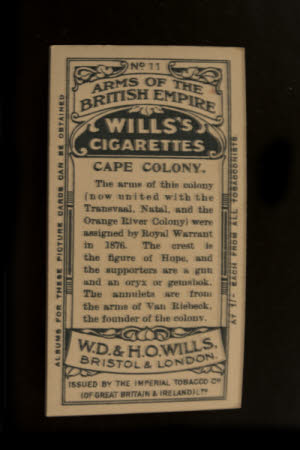 No 11
ARMS OF THE
BRITISH EMPIRE
WILLS'S
CIGARETTES
CAPE COLONY.
The arms of this colony
(now united with the
Transvaal, Natal, and the
Orange River Colony) were
assigned by Royal Warrant
in 1876. The crest is
the figure of Hope, and
the supporters are a gnu
and an oryx or gemsbok.
The annulets are from
the arms of Van Riebeck,
the founder of the colony.
W.D. & H.O. WILLS.
BRISTOL & LONDON.
ISSUED BY THE IMPERIAL TOBACCO Co
(OF GREAT BRITAIN & IRELAND) LTD
ALBUMS FOR THESE PICTURE CARDS CAN BE OBTAINED
AT 1/- EACH FROM ALL TOBACCONISTS.